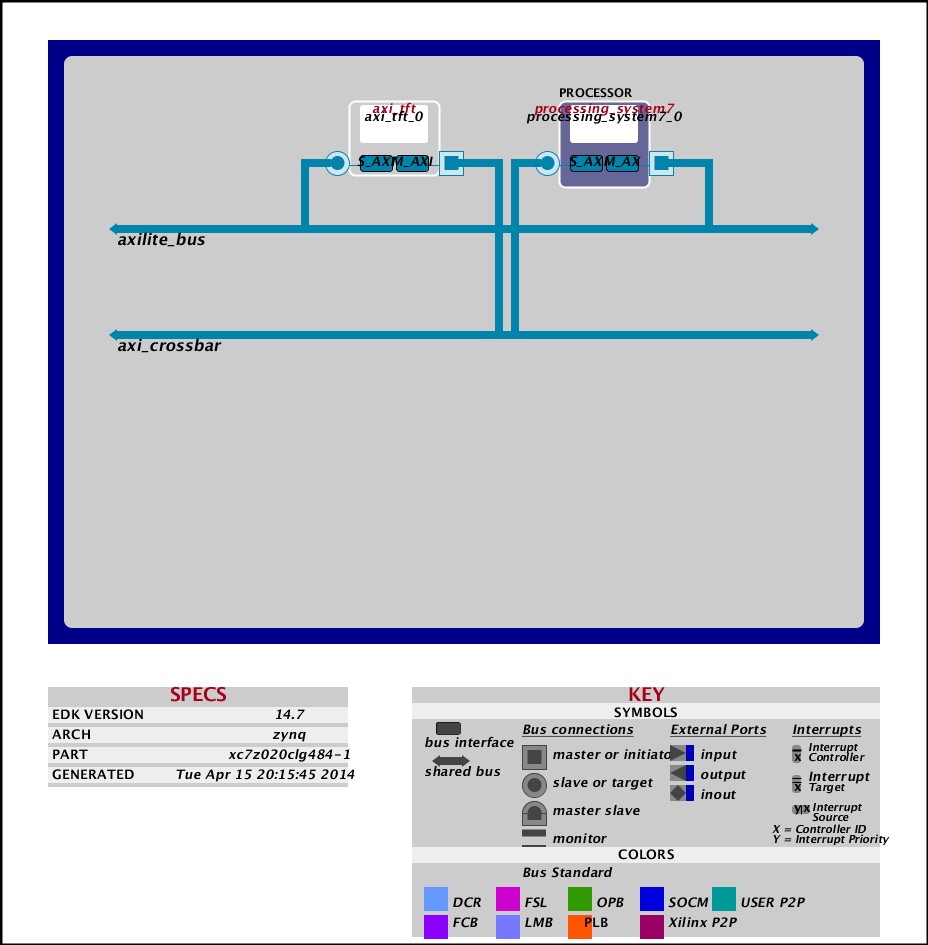 PROCESSOR
axi_tft
axi_tft_0
processing_system7
processing_system7_0
S_AXI M_AXI
S_AXI M_AX
axilite_bus
axi_crossbar
SPECS
EDK VERSION 14.7
ARCH zynq
PART xc7z020clg484-1
GENERATED Tue Apr 15 20:15:45 2014
KEY
SYMBOLS
Bus connections External Ports Interrupts
bus interface
shared bus
master or initiator
slave or target
master slave
monitor
input
output
inout
x
Interrupt
Controller
x
Interrupt
Target
y x
Interrupt
Source
X = Controller ID
Y = Interrupt Priority
COLORS
Bus Standard
DCR FSL OPB SOCM USER P2P
FCB LMB PLB Xilinx P2P